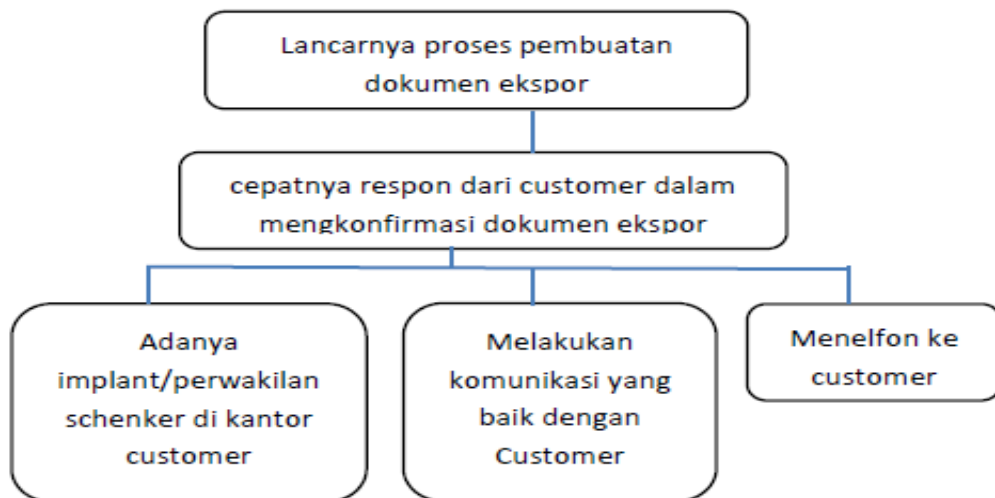 Lancarnya proses pembuatan
dokumen ekspor
cepatnya respon dari customer dalam
mengkonfirmasi dokumen ekspor
Adanya
implant/perwakilan
schenker di kantor
customer
Melakukan
komunikasi yang
baik dengan
Customer
Menelfon ke
customer